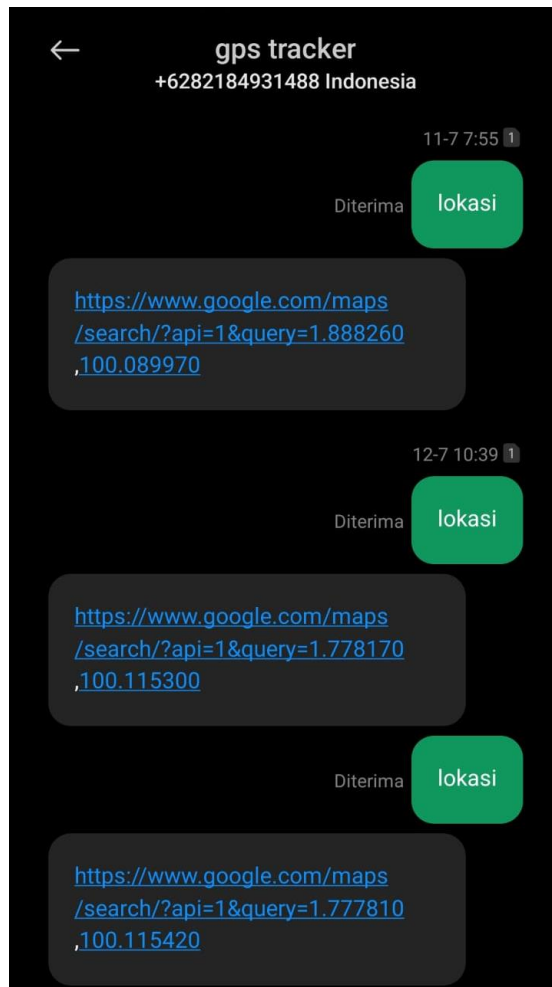 gps tracker
+6282184931488 Indonesia
11-7 7:55 1
Diterima
lokasi
https://www.google.com/maps
/search/?api=1&query=1.888260
,100.089970
12-7 10:39 1
Diterima
lokasi
https://www.google.com/maps
/search/?api=1&query=1.778170
,100.115300
Diterima
lokasi
https://www.google.com/maps
/search/?api=1&query=1.777810
,100.115420